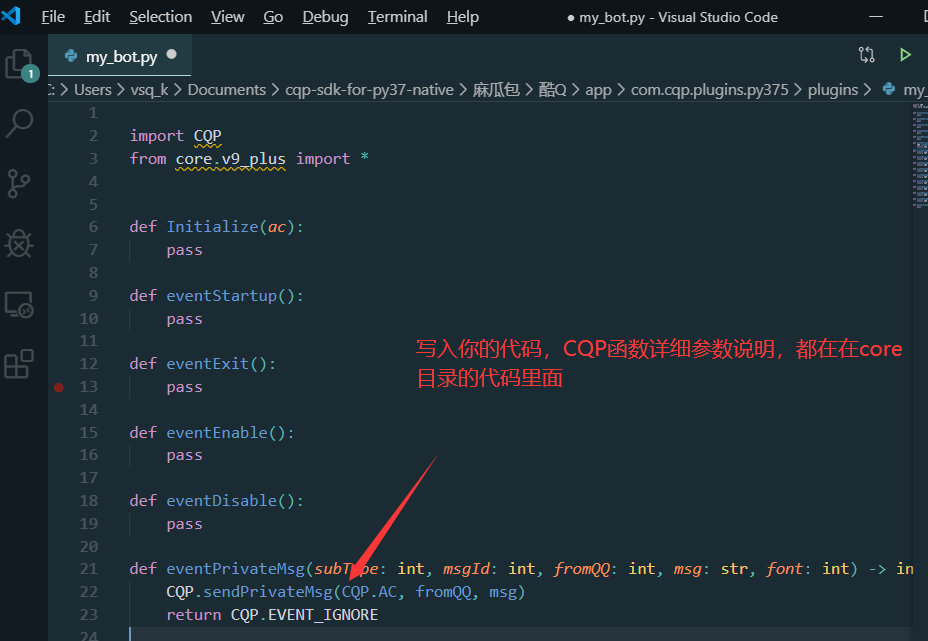 File Edit Selection View Go Debug Terminal Help ● my_bot.py - Visual Studio Code
my_bot.py ●
C: > Users > vsq_k > Documents > cqp-sdk-for-py37-native > 麻瓜包 > 酷Q > app > com.cqp.plugins.py375 > plugins > my_
1
1
2 import CQP
3 from core.v9_plus import *
4
5
6 def Initialize(ac):
7 pass
8
9 def eventStartup():
10 pass
11
12 def eventExit():
13 pass
14
15 def eventEnable():
16 pass
17
18 def eventDisable():
19 pass
20
21 def eventPrivateMsg(subType: int, msgId: int, fromQQ: int, msg: str, font: int) -> in
22 CQP.sendPrivateMsg(CQP.AC, fromQQ, msg)
23 return CQP.EVENT_IGNORE
24
写入你的代码，CQP函数详细参数说明，都在在core
目录的代码里面